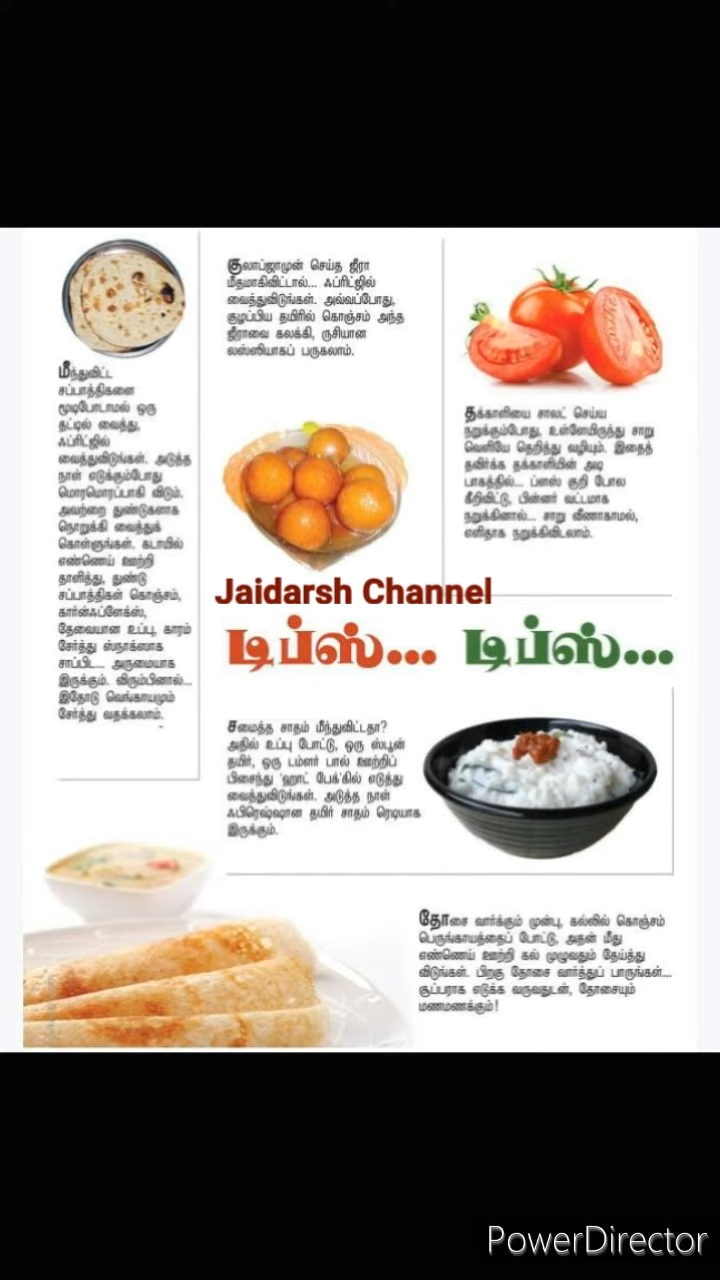 மீந்துவிட்ட
சப்பாத்திகளை
மூடிபோடாமல் ஒரு
தட்டில் வைத்து,
ஃப்ரிட்ஜில்
வைத்துவிடுங்கள். அடுத்த
நாள் எடுக்கும்போது
மொரமொரப்பாகி விடும்.
அவற்றை துண்டுகளாக
நொறுக்கி வைத்துக்
கொள்ளுங்கள். கடாயில்
எண்ணெய் ஊற்றி
தாளித்து, துண்டு
சப்பாத்திகள் கொஞ்சம்,
கார்ன்ஃப்ளேக்ஸ்,
தேவையான உப்பு, காரம்
சேர்த்து ஸ்நாக்ஸாக
சாப்பிட... அருமையாக
இருக்கும். விரும்பினால்...
இதோடு வெங்காயமும்
சேர்த்து வதக்கலாம்.
குலாப்ஜாமுன் செய்த ஜீரா
மீதமாகிவிட்டால்... ஃப்ரிட்ஜில்
வைத்துவிடுங்கள். அவ்வப்போது,
குழப்பிய தயிரில் கொஞ்சம் அந்த
ஜீராவை கலக்கி, ருசியான
லஸ்ஸியாகப் பருகலாம்.
தக்காளியை சாலட் செய்ய
நறுக்கும்போது, உள்ளேயிருந்து சாறு
வெளியே தெறித்து வழியும். இதைத்
தவிர்க்க தக்காளியின் அடி
பாகத்தில்... ப்ளஸ் குறி போல
கீறிவிட்டு, பின்னர் வட்டமாக
நறுக்கினால்... சாறு வீணாகாமல்,
எளிதாக நறுக்கிவிடலாம்.
Jaidarsh Channel
டிப்ஸ்... டிப்ஸ்...
சமைத்த சாதம் மீந்துவிட்டதா?
அதில் உப்பு போட்டு, ஒரு ஸ்பூன்
தயிர், ஒரு டம்ளர் பால் ஊற்றிப்
பிசைந்து 'ஹாட் பேக்'கில் எடுத்து
வைத்துவிடுங்கள். அடுத்த நாள்
ஃபிரெஷ்ஷான தயிர் சாதம் ரெடியாக
இருக்கும்.
தோசை வார்க்கும் முன்பு, கல்லில் கொஞ்சம்
பெருங்காயத்தைப் போட்டு, அதன் மீது
எண்ணெய் ஊற்றி கல் முழுவதும் தேய்த்து
விடுங்கள். பிறகு தோசை வார்த்துப் பாருங்கள்...
சூப்பராக எடுக்க வருவதுடன், தோசையும்
மணமணக்கும்!
PowerDirector